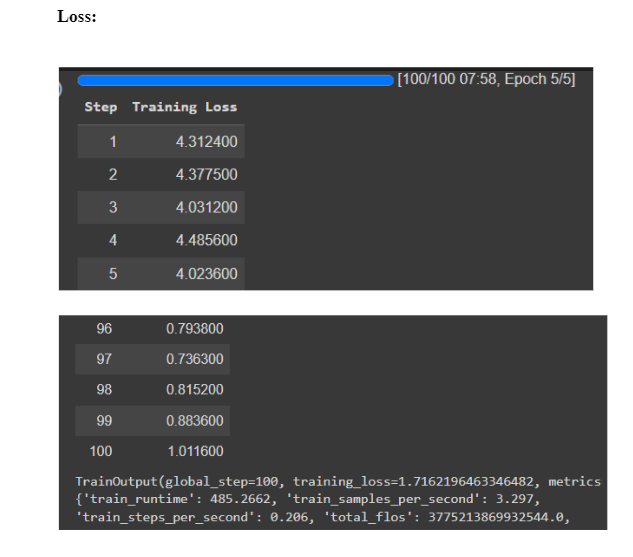 Loss:
[100/100 07:58, Epoch 5/5]
Step Training Loss
1 4.312400
2 4.377500
3 4.031200
4 4.485600
5 4.023600
96 0.793800
97 0.736300
98 0.815200
99 0.883600
100 1.011600
TrainOutput(global_step=100, training_loss=1.7162196463346482, metrics
{'train_runtime': 485.2662, 'train_samples_per_second': 3.297,
'train_steps_per_second': 0.206, 'total_flos': 3775213869932544.0,